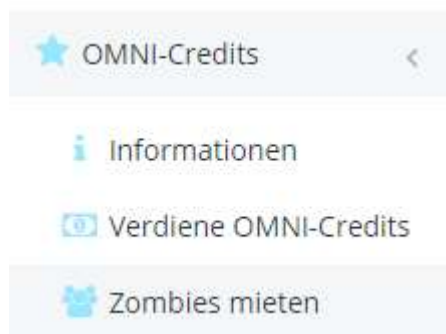 OMNI-Credits
Informationen
Verdiene OMNI-Credits
Zombies mieten